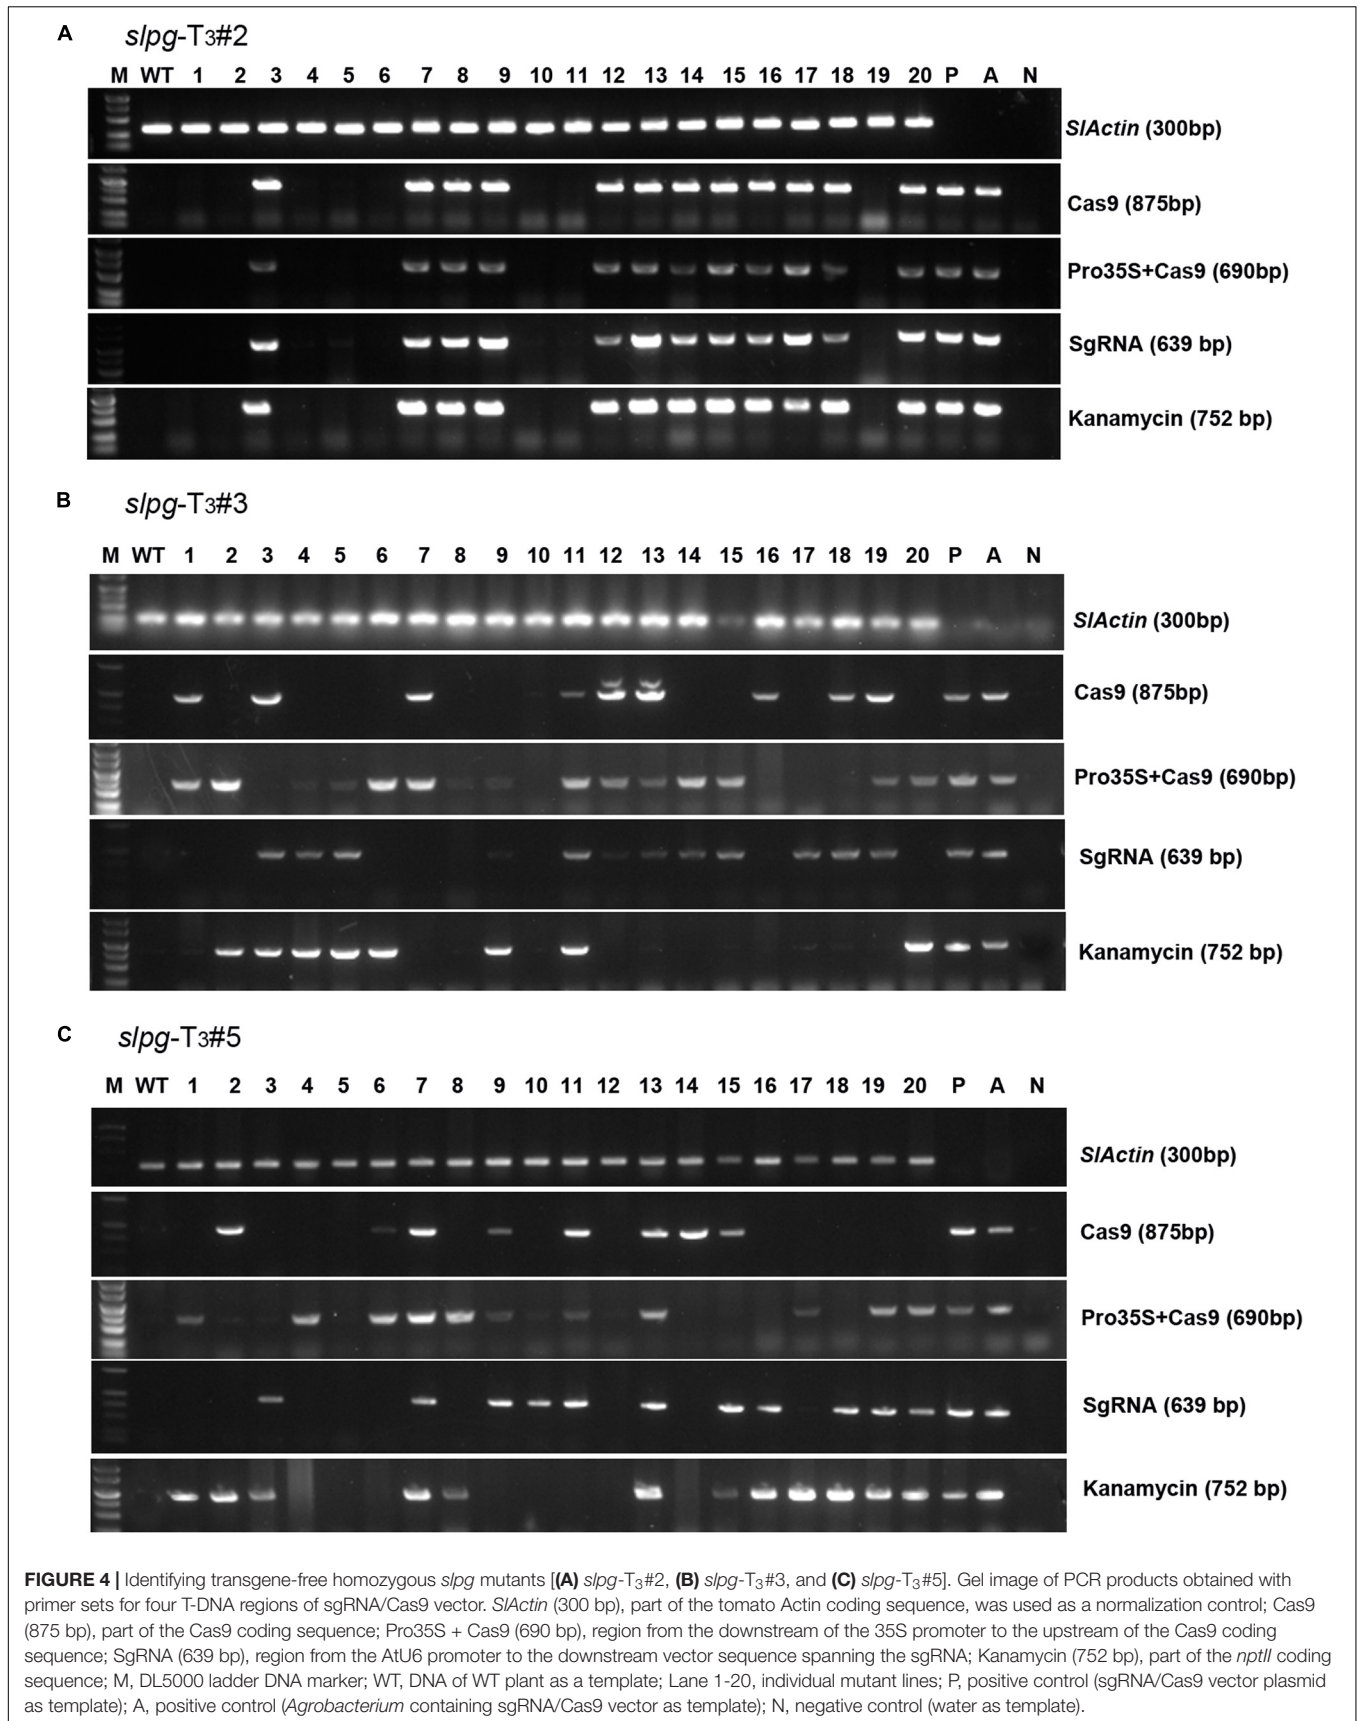 A slpg-T3#2
M WT 1 2 3 4 5 6 7 8 9 10 11 12 13 14 15 16 17 18 19 20 P A N
SlActin (300bp)
Cas9 (875bp)
Pro35S+Cas9 (690bp)
SgRNA (639 bp)
Kanamycin (752 bp)
B slpg-T3#3
M WT 1 2 3 4 5 6 7 8 9 10 11 12 13 14 15 16 17 18 19 20 P A N
SlActin (300bp)
Cas9 (875bp)
Pro35S+Cas9 (690bp)
SgRNA (639 bp)
Kanamycin (752 bp)
C slpg-T3#5
M WT 1 2 3 4 5 6 7 8 9 10 11 12 13 14 15 16 17 18 19 20 P A N
SlActin (300bp)
Cas9 (875bp)
Pro35S+Cas9 (690bp)
SgRNA (639 bp)
Kanamycin (752 bp)
FIGURE 4 | Identifying transgene-free homozygous slpg mutants [(A) slpg-T3#2, (B) slpg-T3#3, and (C) slpg-T3#5]. Gel image of PCR products obtained with
primer sets for four T-DNA regions of sgRNA/Cas9 vector. SlActin (300 bp), part of the tomato Actin coding sequence, was used as a normalization control; Cas9
(875 bp), part of the Cas9 coding sequence; Pro35S + Cas9 (690 bp), region from the downstream of the 35S promoter to the upstream of the Cas9 coding
sequence; SgRNA (639 bp), region from the AtU6 promoter to the downstream vector sequence spanning the sgRNA; Kanamycin (752 bp), part of the nptII coding
sequence; M, DL5000 ladder DNA marker; WT, DNA of WT plant as a template; Lane 1-20, individual mutant lines; P, positive control (sgRNA/Cas9 vector plasmid
as template); A, positive control (Agrobacterium containing sgRNA/Cas9 vector as template); N, negative control (water as template).